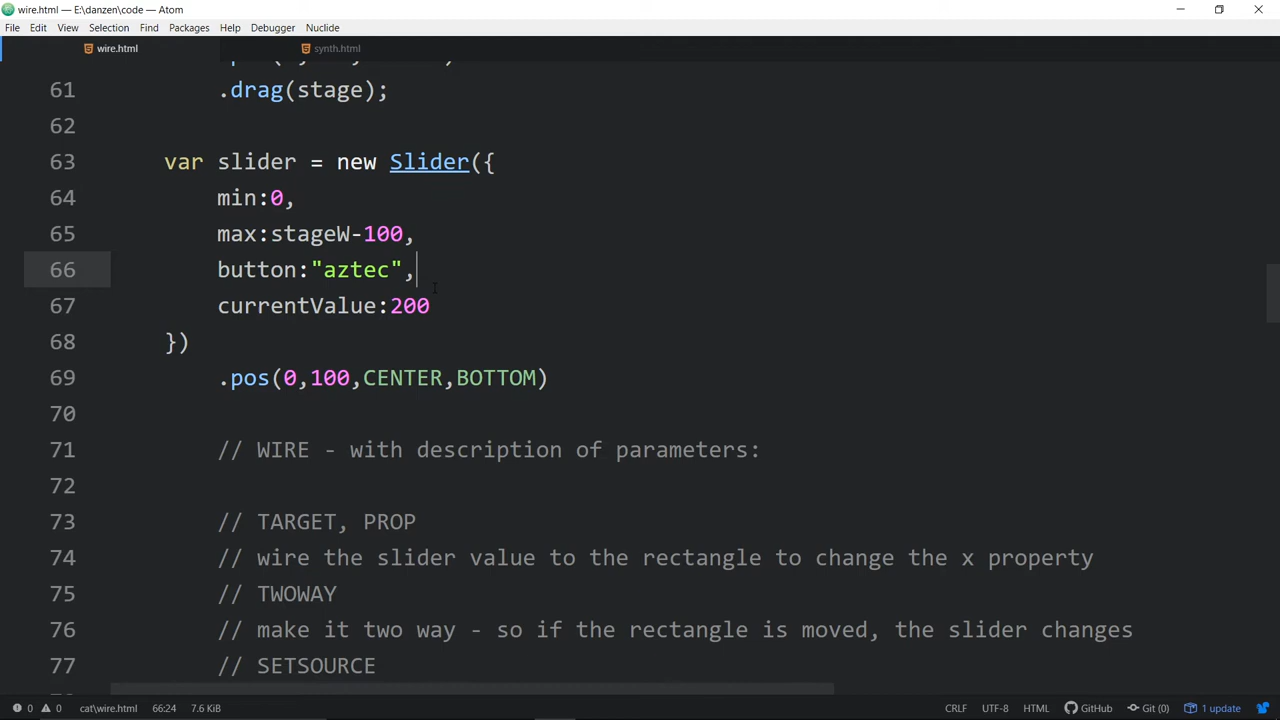 wire.html — E:\danzen\code — Atom
File Edit View Selection Find Packages Help Debugger Nuclide
wire.html synth.html
61 .drag(stage);
62
63 var slider = new Slider({
64 min:0,
65 max:stageW-100,
66 button:"aztec",
67 currentValue:200
68 })
69 .pos(0,100,CENTER,BOTTOM)
70
71 // WIRE - with description of parameters:
72
73 // TARGET, PROP
74 // wire the slider value to the rectangle to change the x property
75 // TWOWAY
76 // make it two way - so if the rectangle is moved, the slider changes
77 // SETSOURCE
0 0 cat\wire.html 66:24 7.6 KiB CRLF UTF-8 HTML GitHub Git (0) 1 update